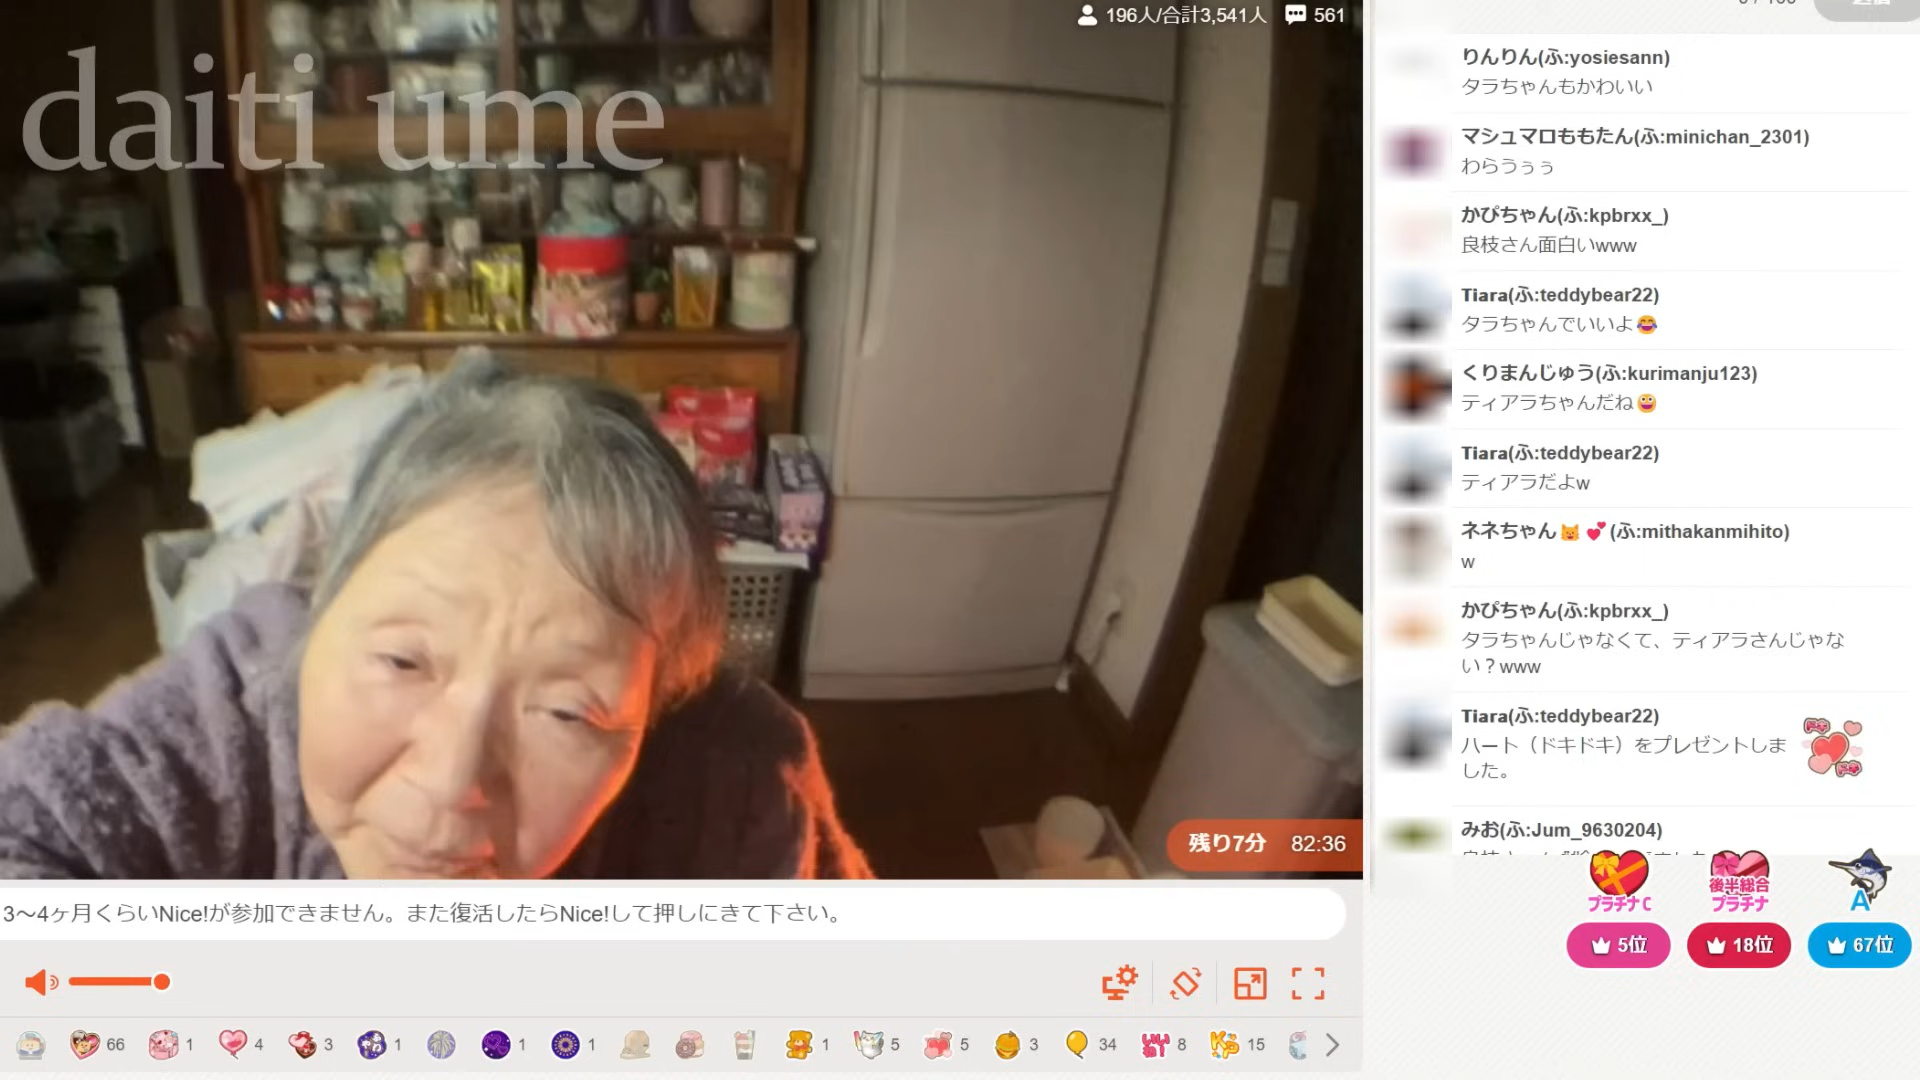 196人/合計3,541人 561
daiti ume
残り7分 82:36
3〜4ヶ月くらいNice!が参加できません。また復活したらNice!して押しにきて下さい。
66 1 4 3 1 1 1 1 5 5 3 34 8 15
りんりん(ふ:yosiesann)
タラちゃんもかわいい
マシュマロももたん(ふ:minichan_2301)
わらうぅぅ
かぴちゃん(ふ:kpbrxx_)
良枝さん面白いwww
Tiara(ふ:teddybear22)
タラちゃんでいいよ😂
くりまんじゅう(ふ:kurimanju123)
ティアラちゃんだね😀
Tiara(ふ:teddybear22)
ティアラだよw
ネネちゃん🐱💕(ふ:mithakanmihito)
w
かぴちゃん(ふ:kpbrxx_)
タラちゃんじゃなくて、ティアラさんじゃな
い？www
Tiara(ふ:teddybear22)
ハート（ドキドキ）をプレゼントしま
した。
みお(ふ:Jum_9630204)
プラチナC
後半総合
プラチナ
A
5位
18位
67位